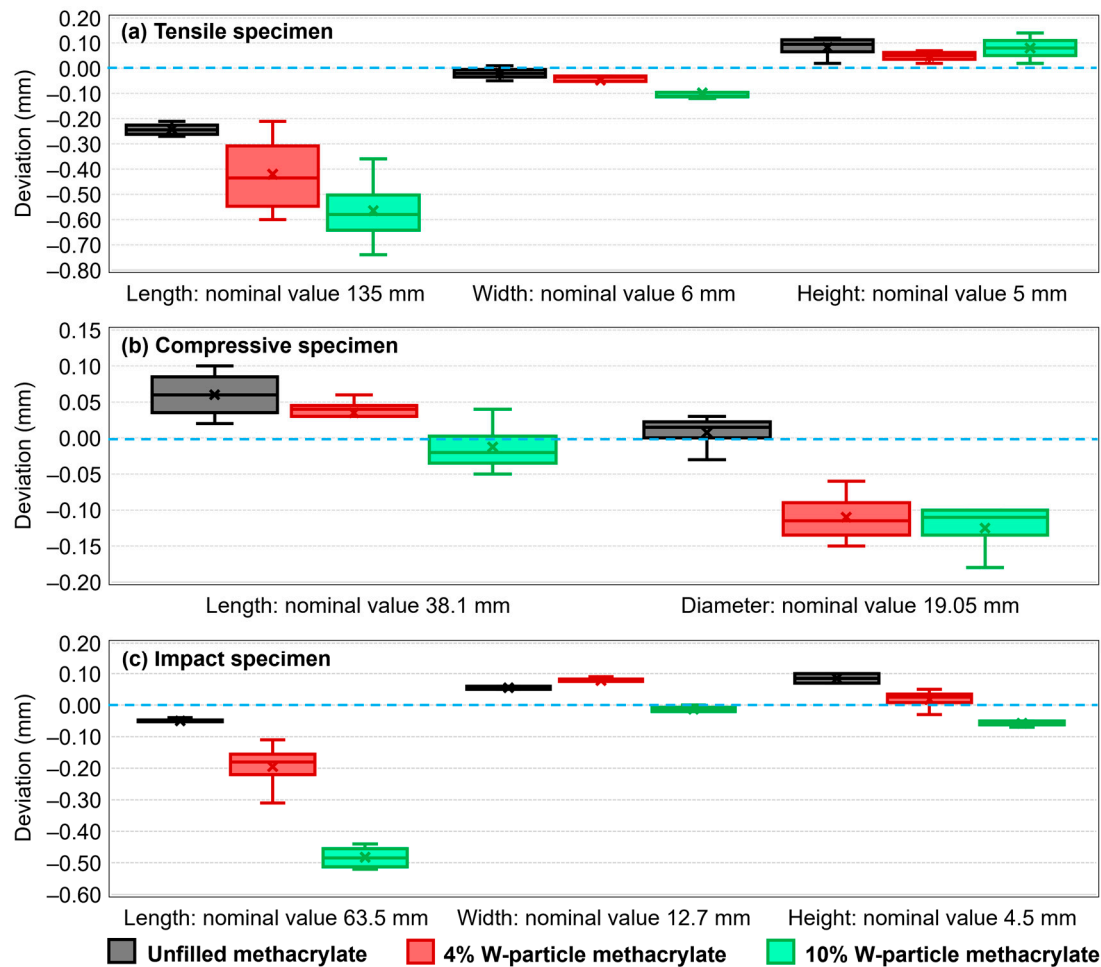 (a) Tensile specimen
0.20
0.10
0.00
–0.10
–0.20
–0.30
–0.40
–0.50
–0.60
–0.70
–0.80
Deviation (mm)
Length: nominal value 135 mm Width: nominal value 6 mm Height: nominal value 5 mm
(b) Compressive specimen
0.15
0.10
0.05
0.00
–0.05
–0.10
–0.15
–0.20
Deviation (mm)
Length: nominal value 38.1 mm Diameter: nominal value 19.05 mm
(c) Impact specimen
0.20
0.10
0.00
–0.10
–0.20
–0.30
–0.40
–0.50
–0.60
Deviation (mm)
Length: nominal value 63.5 mm Width: nominal value 12.7 mm Height: nominal value 4.5 mm
Unfilled methacrylate 4% W-particle methacrylate 10% W-particle methacrylate